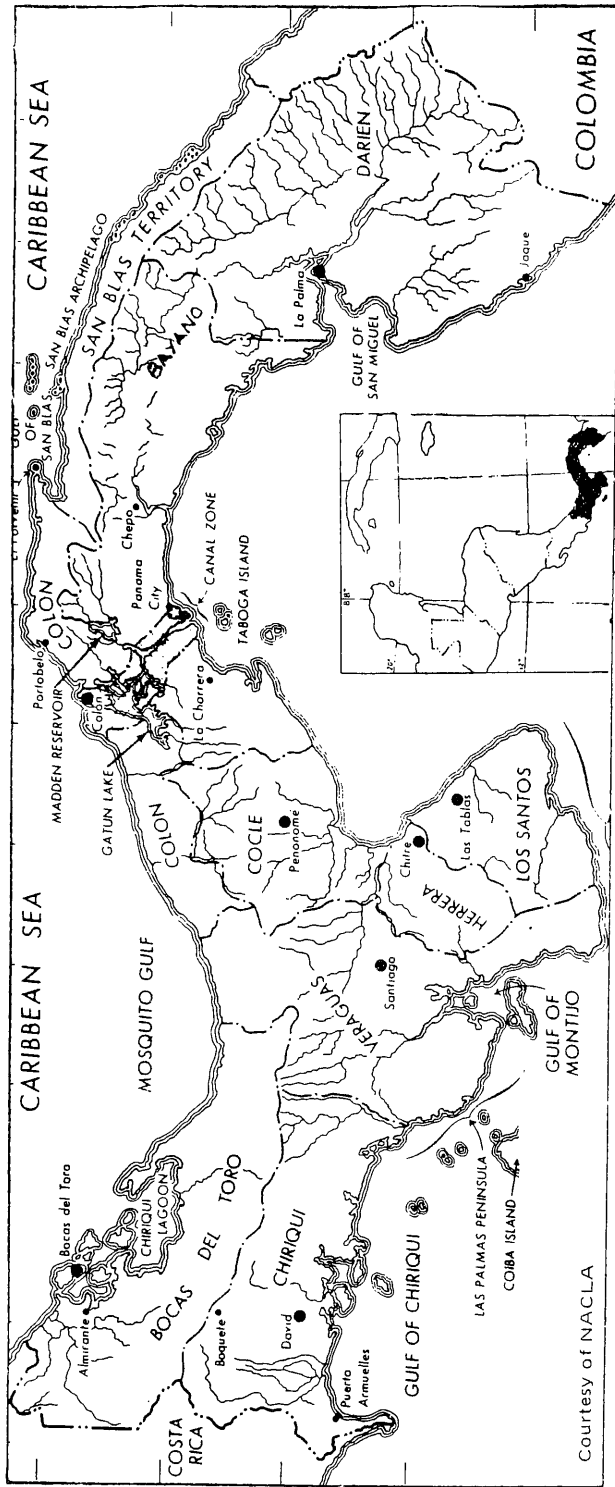 CARIBBEAN SEA
CARIBBEAN SEA
Bocas del Toro
Almirante
CHIRIQUI
LAGOON
MOSQUITO GULF
COSTA
RICA
BOCAS DEL TORO
Boquete
CHIRIQUI
David
Puerto
Armuelles
GULF OF CHIRIQUI
LAS PALMAS PENINSULA
COIBA ISLAND
GULF OF
MONTIJO
VERAGUAS
Santiago
HERRERA
Chitre
Las Tablas
LOS SANTOS
COCLE
Penonome
COLON
GATUN LAKE
MADDEN RESERVOIR
Portobelo
COLON
Colon
La Chorrera
Panama
City
CANAL ZONE
TABOGA ISLAND
Chepo
GULF
OF
SAN BLAS
SAN BLAS ARCHIPELAGO
SAN BLAS TERRITORY
BAYANO
La Palma
GULF OF
SAN MIGUEL
DARIEN
Jaque
COLOMBIA
88°
20°
12°
Courtesy of NACLA